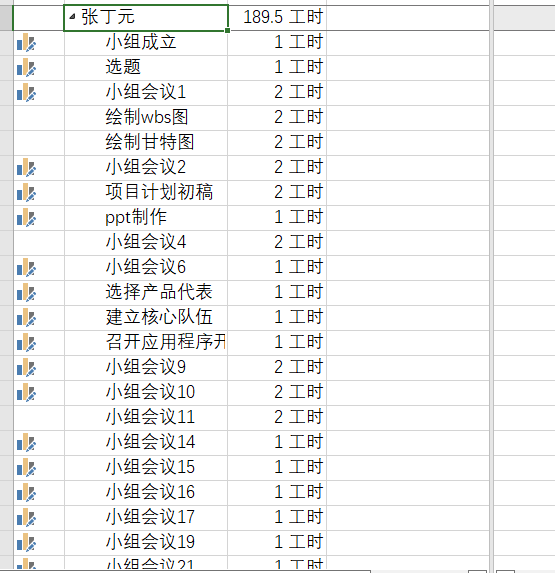 张丁元 189.5 工时
小组成立 1 工时
选题 1 工时
小组会议1 2 工时
绘制wbs图 2 工时
绘制甘特图 2 工时
小组会议2 2 工时
项目计划初稿 2 工时
ppt制作 1 工时
小组会议4 2 工时
小组会议6 1 工时
选择产品代表 1 工时
建立核心队伍 1 工时
召开应用程序开 1 工时
小组会议9 2 工时
小组会议10 2 工时
小组会议11 2 工时
小组会议14 1 工时
小组会议15 1 工时
小组会议16 1 工时
小组会议17 1 工时
小组会议19 1 工时
小组会议21 1 工时